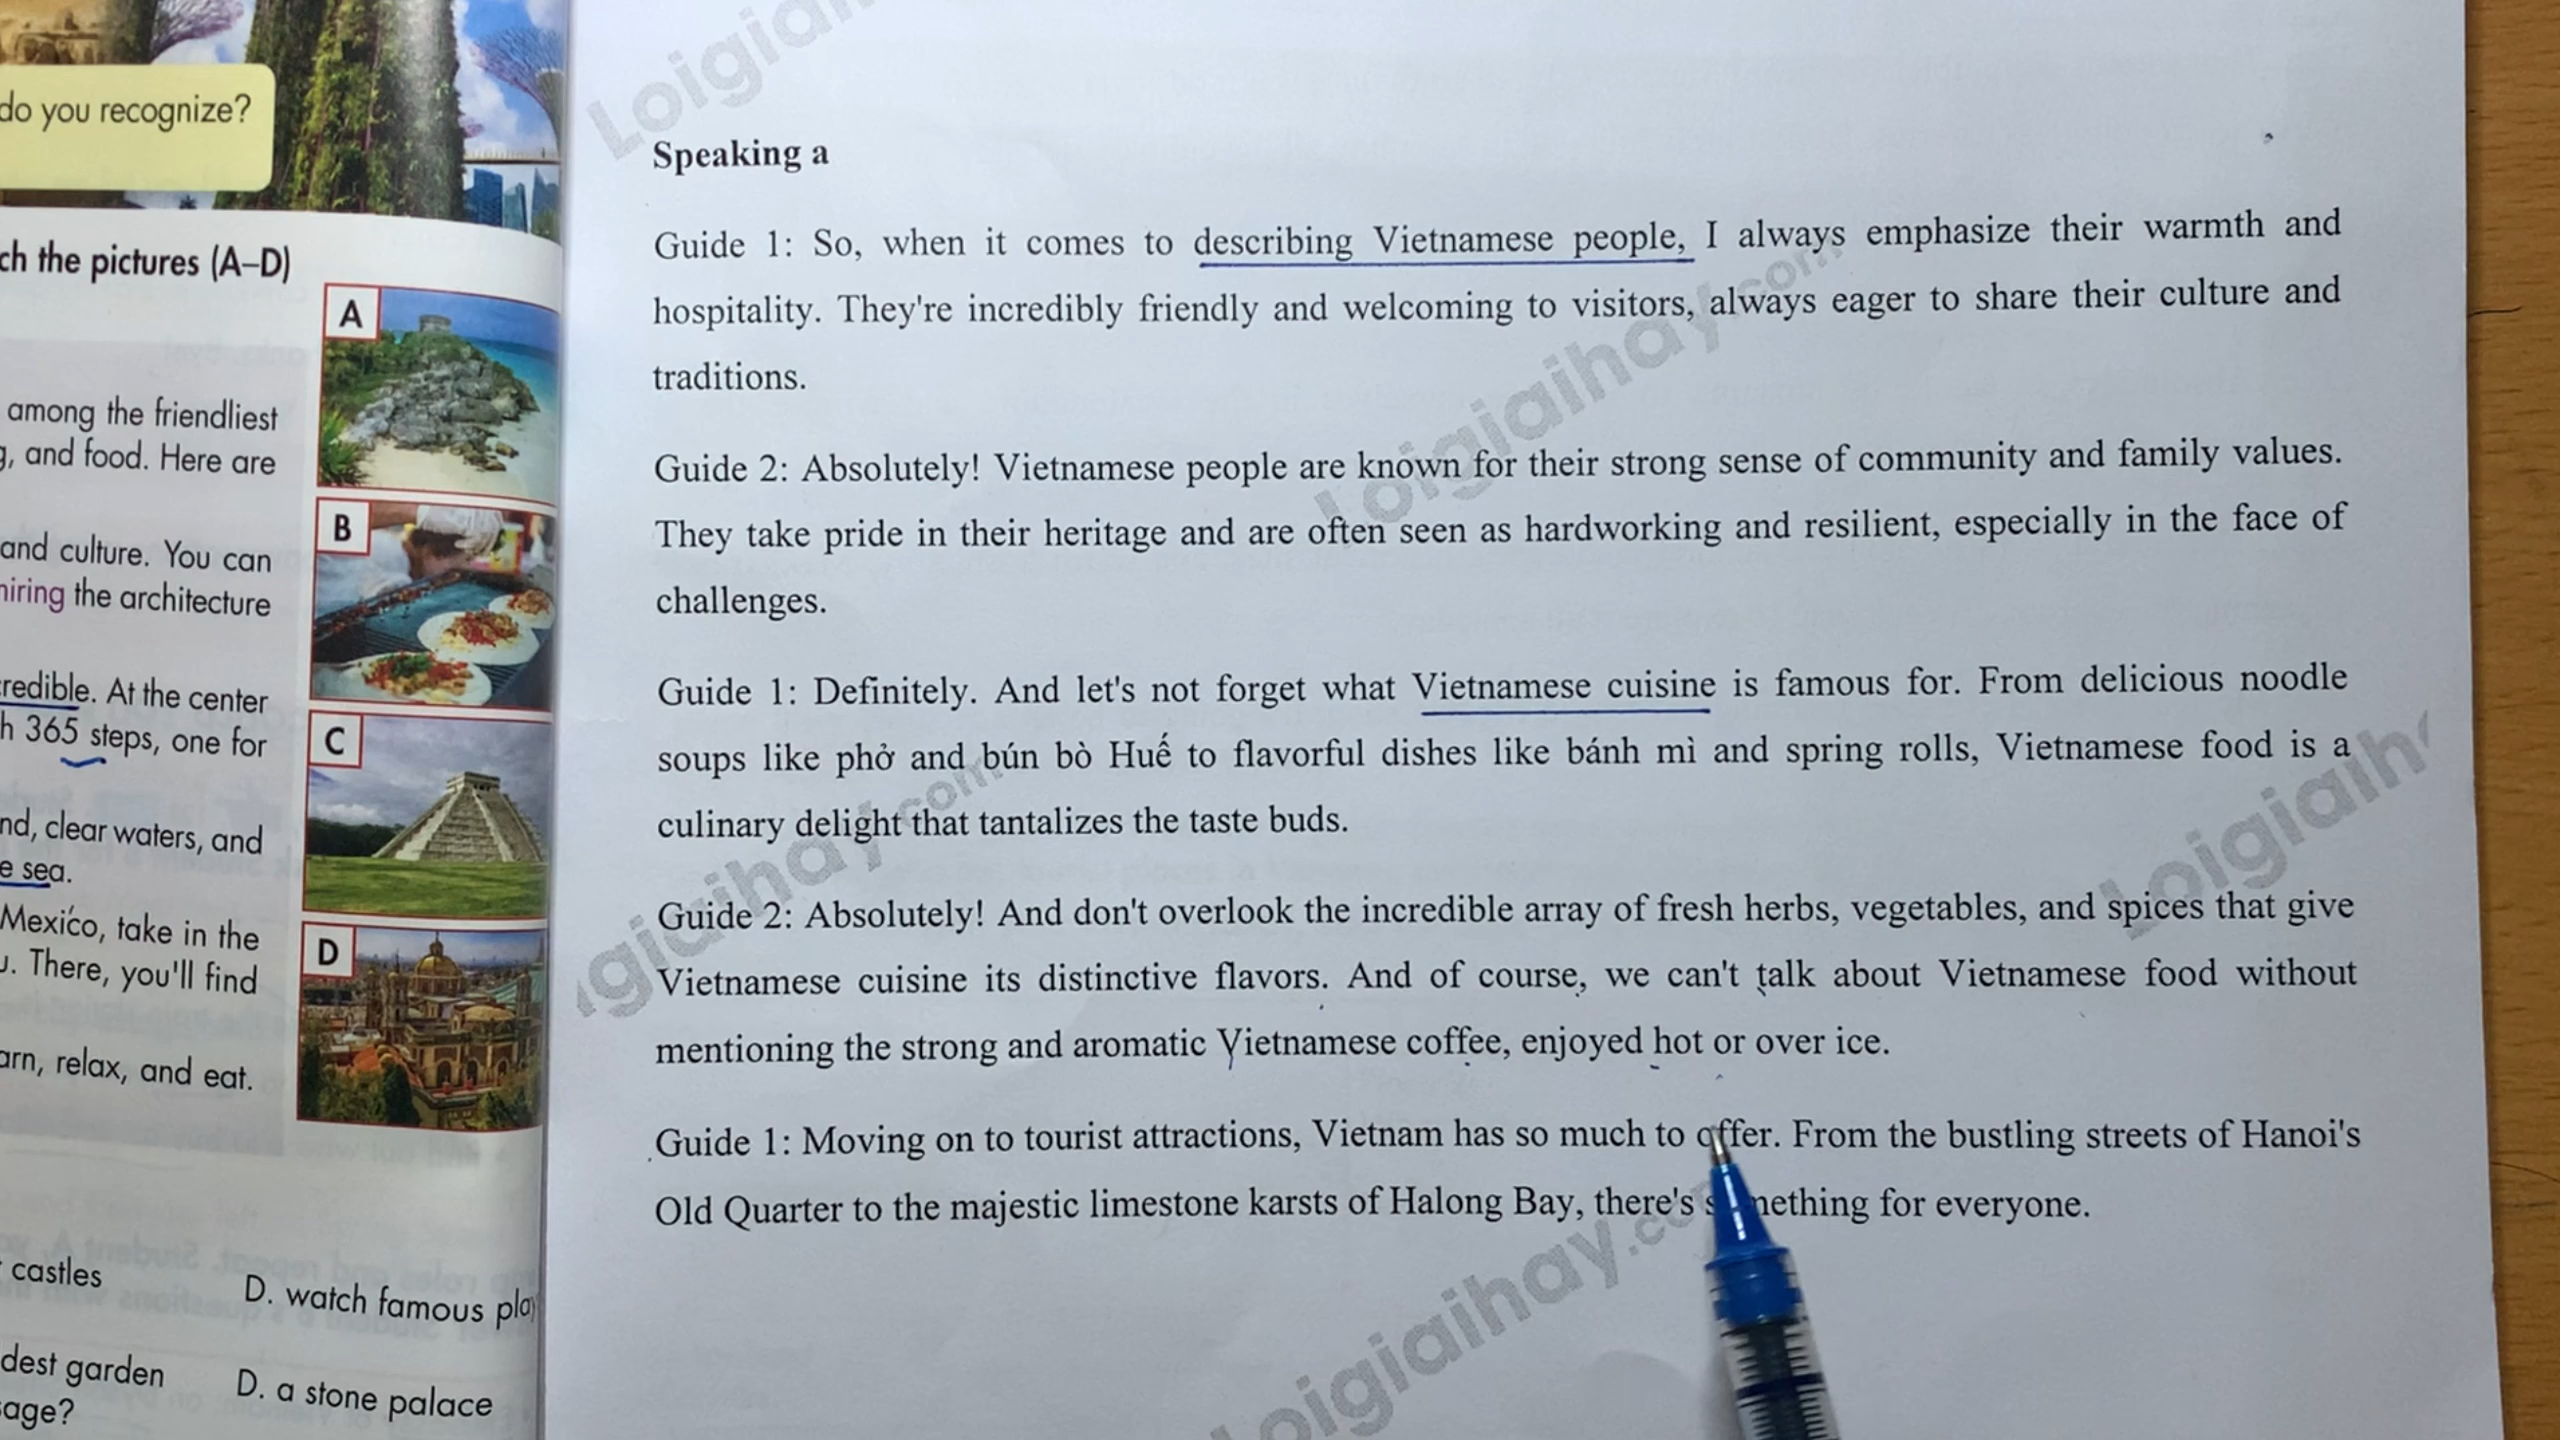 do you recognize?
ch the pictures (A–D)
among the friendliest
g, and food. Here are
and culture. You can
miring the architecture
credible. At the center
h 365 steps, one for
nd, clear waters, and
e sea.
Mexico, take in the
u. There, you'll find
arn, relax, and eat.
A
B
C
D
castles
D. watch famous play
dest garden
D. a stone palace
sage?
Loigiai
Speaking a
Guide 1: So, when it comes to describing Vietnamese people, I always emphasize their warmth and
hospitality. They're incredibly friendly and welcoming to visitors, always eager to share their culture and
traditions.
Guide 2: Absolutely! Vietnamese people are known for their strong sense of community and family values.
They take pride in their heritage and are often seen as hardworking and resilient, especially in the face of
challenges.
Guide 1: Definitely. And let's not forget what Vietnamese cuisine is famous for. From delicious noodle
soups like phở and bún bò Huế to flavorful dishes like bánh mì and spring rolls, Vietnamese food is a
culinary delight that tantalizes the taste buds.
Guide 2: Absolutely! And don't overlook the incredible array of fresh herbs, vegetables, and spices that give
Vietnamese cuisine its distinctive flavors. And of course, we can't talk about Vietnamese food without
mentioning the strong and aromatic Vietnamese coffee, enjoyed hot or over ice.
Guide 1: Moving on to tourist attractions, Vietnam has so much to offer. From the bustling streets of Hanoi's
Old Quarter to the majestic limestone karsts of Halong Bay, there's something for everyone.
Loigiaihay.com
igiaihay.com
Loigiaih
Loigiaihay.com